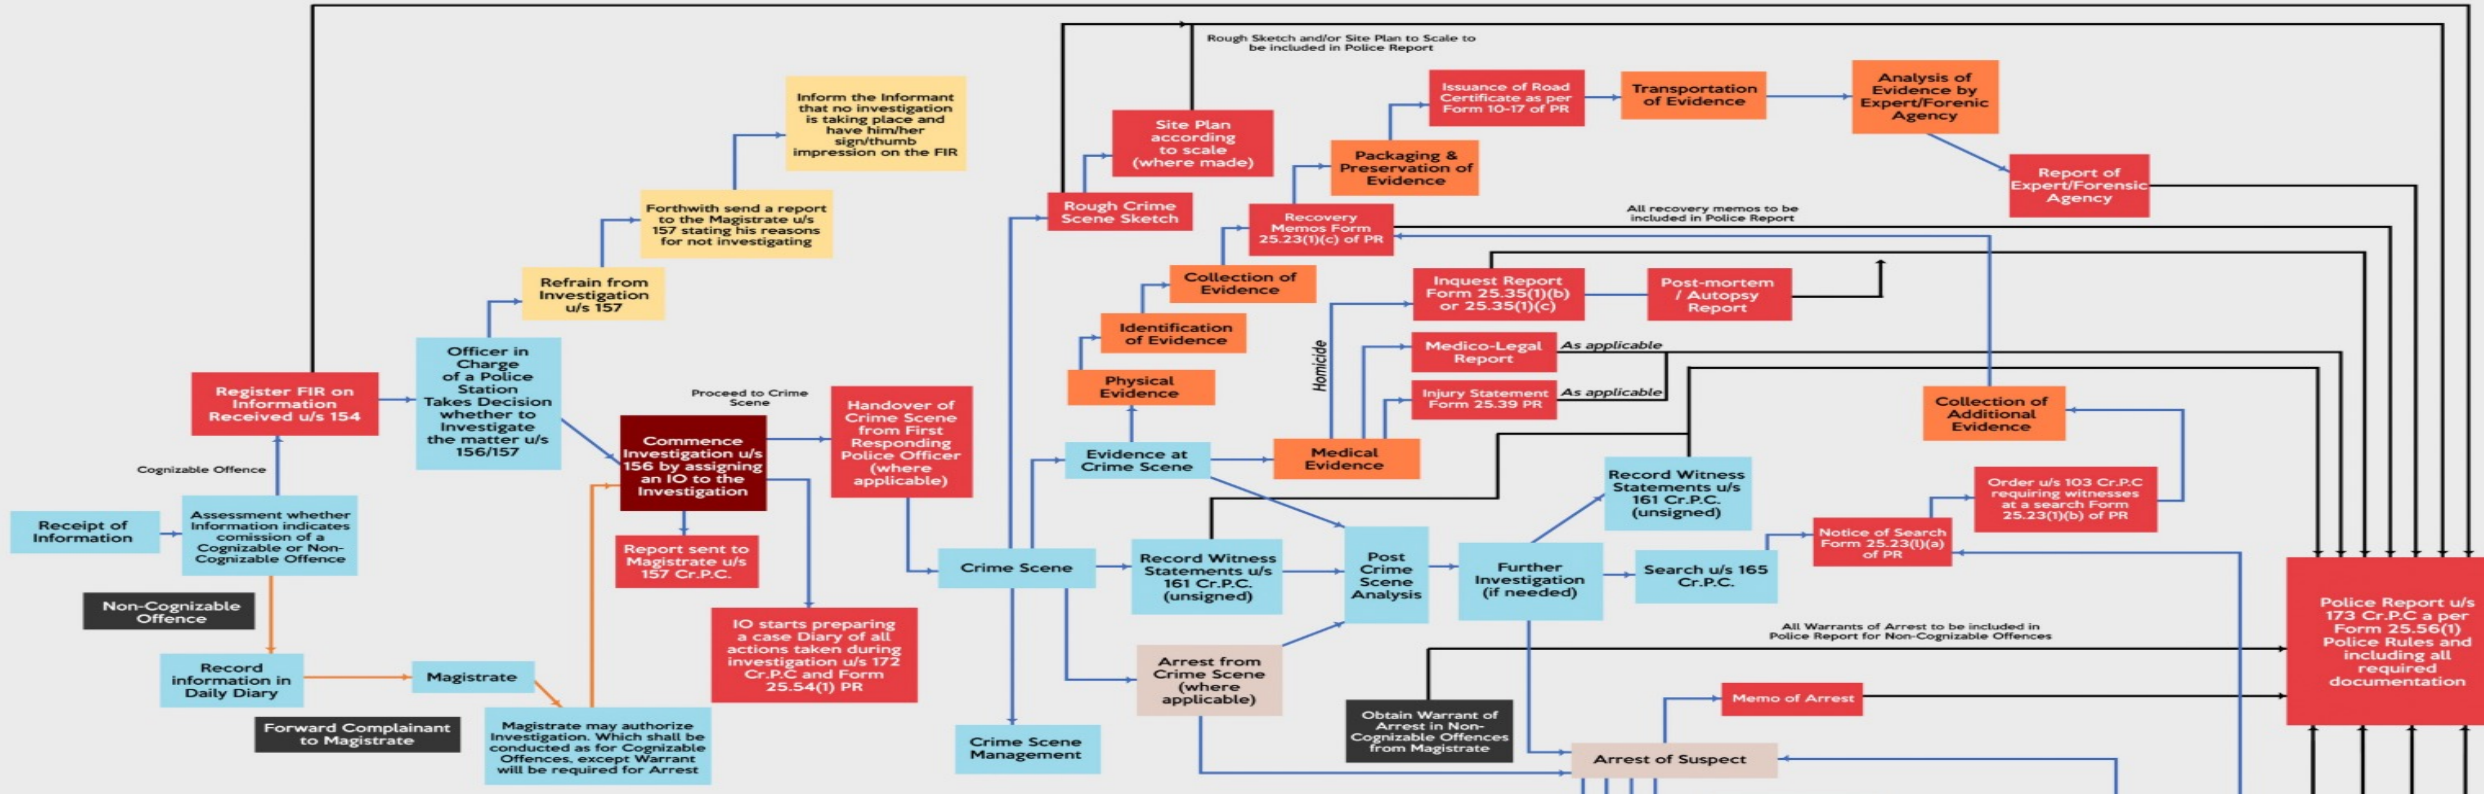 Rough Sketch and/or Site Plan to Scale to
be included in Police Report
Inform the Informant
that no investigation
is taking place and
have him/her
sign/thumb
impression on the FIR
Forthwith send a report
to the Magistrate u/s
157 stating his reasons
for not investigating
Refrain from
Investigation
u/s 157
Officer in
Charge
of a Police
Station
Takes Decision
whether to
Investigate
the matter u/s
156/157
Register FIR on
Information
Received u/s 154
Cognizable Offence
Receipt of
Information
Assessment whether
Information indicates
comission of a
Cognizable or Non-
Cognizable Offence
Non-Cognizable
Offence
Record
information in
Daily Diary
Forward Complainant
to Magistrate
Magistrate
Magistrate may authorize
Investigation. Which shall be
conducted as for Cognizable
Offences, except Warrant
will be required for Arrest
Commence
Investigation u/s
156 by assigning
an IO to the
Investigation
Proceed to Crime
Scene
Report sent to
Magistrate u/s
157 Cr.P.C.
IO starts preparing
a case Diary of all
actions taken during
investigation u/s 172
Cr.P.C and Form
25.54(1) PR
Handover of
Crime Scene
from First
Responding
Police Officer
(where
applicable)
Crime Scene
Crime Scene
Management
Rough Crime
Scene Sketch
Site Plan
according
to scale
(where made)
Evidence at
Crime Scene
Physical
Evidence
Identification
of Evidence
Collection of
Evidence
Recovery
Memos Form
25.23(1)(c) of PR
All recovery memos to be
included in Police Report
Packaging &
Preservation of
Evidence
Issuance of Road
Certificate as per
Form 10-17 of PR
Transportation
of Evidence
Analysis of
Evidence by
Expert/Forenic
Agency
Report of
Expert/Forensic
Agency
Medical
Evidence
Homicide
Inquest Report
Form 25.35(1)(b)
or 25.35(1)(c)
Post-mortem
/ Autopsy
Report
Medico-Legal
Report
As applicable
Injury Statement
Form 25.39 PR
As applicable
Record Witness
Statements u/s
161 Cr.P.C.
(unsigned)
Arrest from
Crime Scene
(where
applicable)
Post
Crime
Scene
Analysis
Further
Investigation
(if needed)
Record Witness
Statements u/s
161 Cr.P.C.
(unsigned)
Search u/s 165
Cr.P.C.
Notice of Search
Form 25.23(l)(a)
of PR
Order u/s 103 Cr.P.C
requiring witnesses
at a search Form
25.23(1)(b) of PR
Collection of
Additional
Evidence
All Warrants of Arrest to be included in
Police Report for Non-Cognizable Offences
Obtain Warrant of
Arrest in Non-
Cognizable Offences
from Magistrate
Memo of Arrest
Arrest of Suspect
Police Report u/s
173 Cr.P.C a per
Form 25.56(1)
Police Rules and
including all
required
documentation